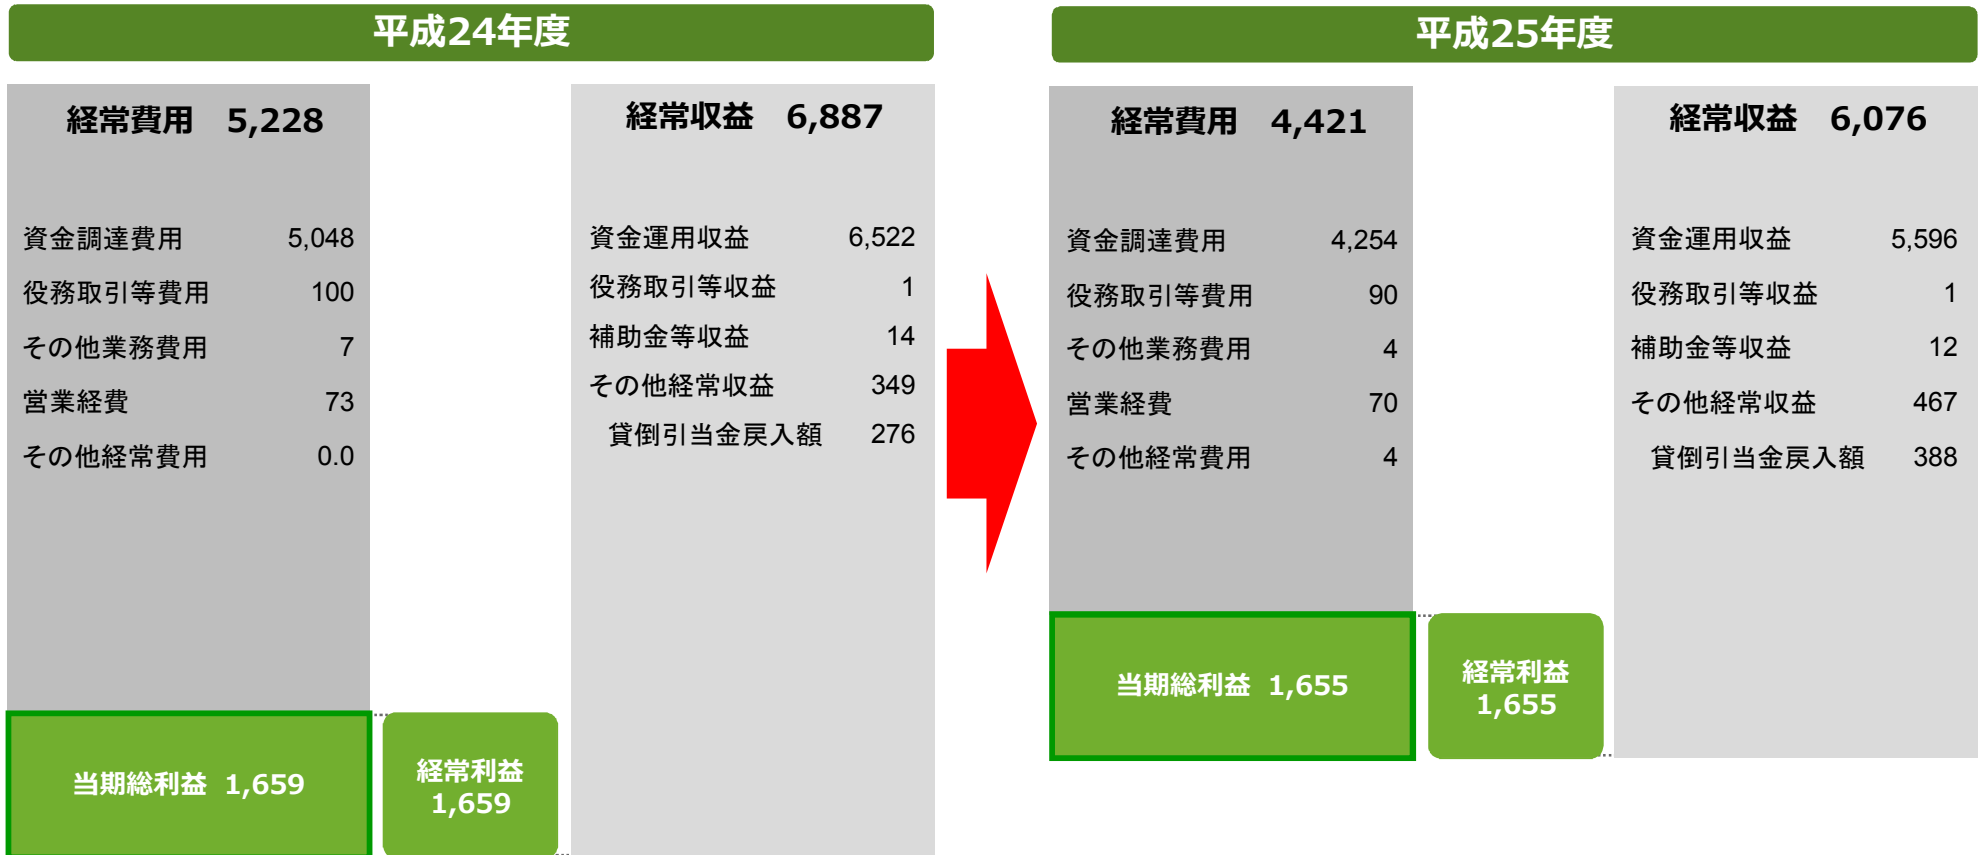 平成24年度
経常費用 5,228
資金調達費用 5,048
役務取引等費用 100
その他業務費用 7
営業経費 73
その他経常費用 0.0
当期総利益 1,659
経常利益
1,659
経常収益 6,887
資金運用収益 6,522
役務取引等収益 1
補助金等収益 14
その他経常収益 349
貸倒引当金戻入額 276
平成25年度
経常費用 4,421
資金調達費用 4,254
役務取引等費用 90
その他業務費用 4
営業経費 70
その他経常費用 4
当期総利益 1,655
経常利益
1,655
経常収益 6,076
資金運用収益 5,596
役務取引等収益 1
補助金等収益 12
その他経常収益 467
貸倒引当金戻入額 388